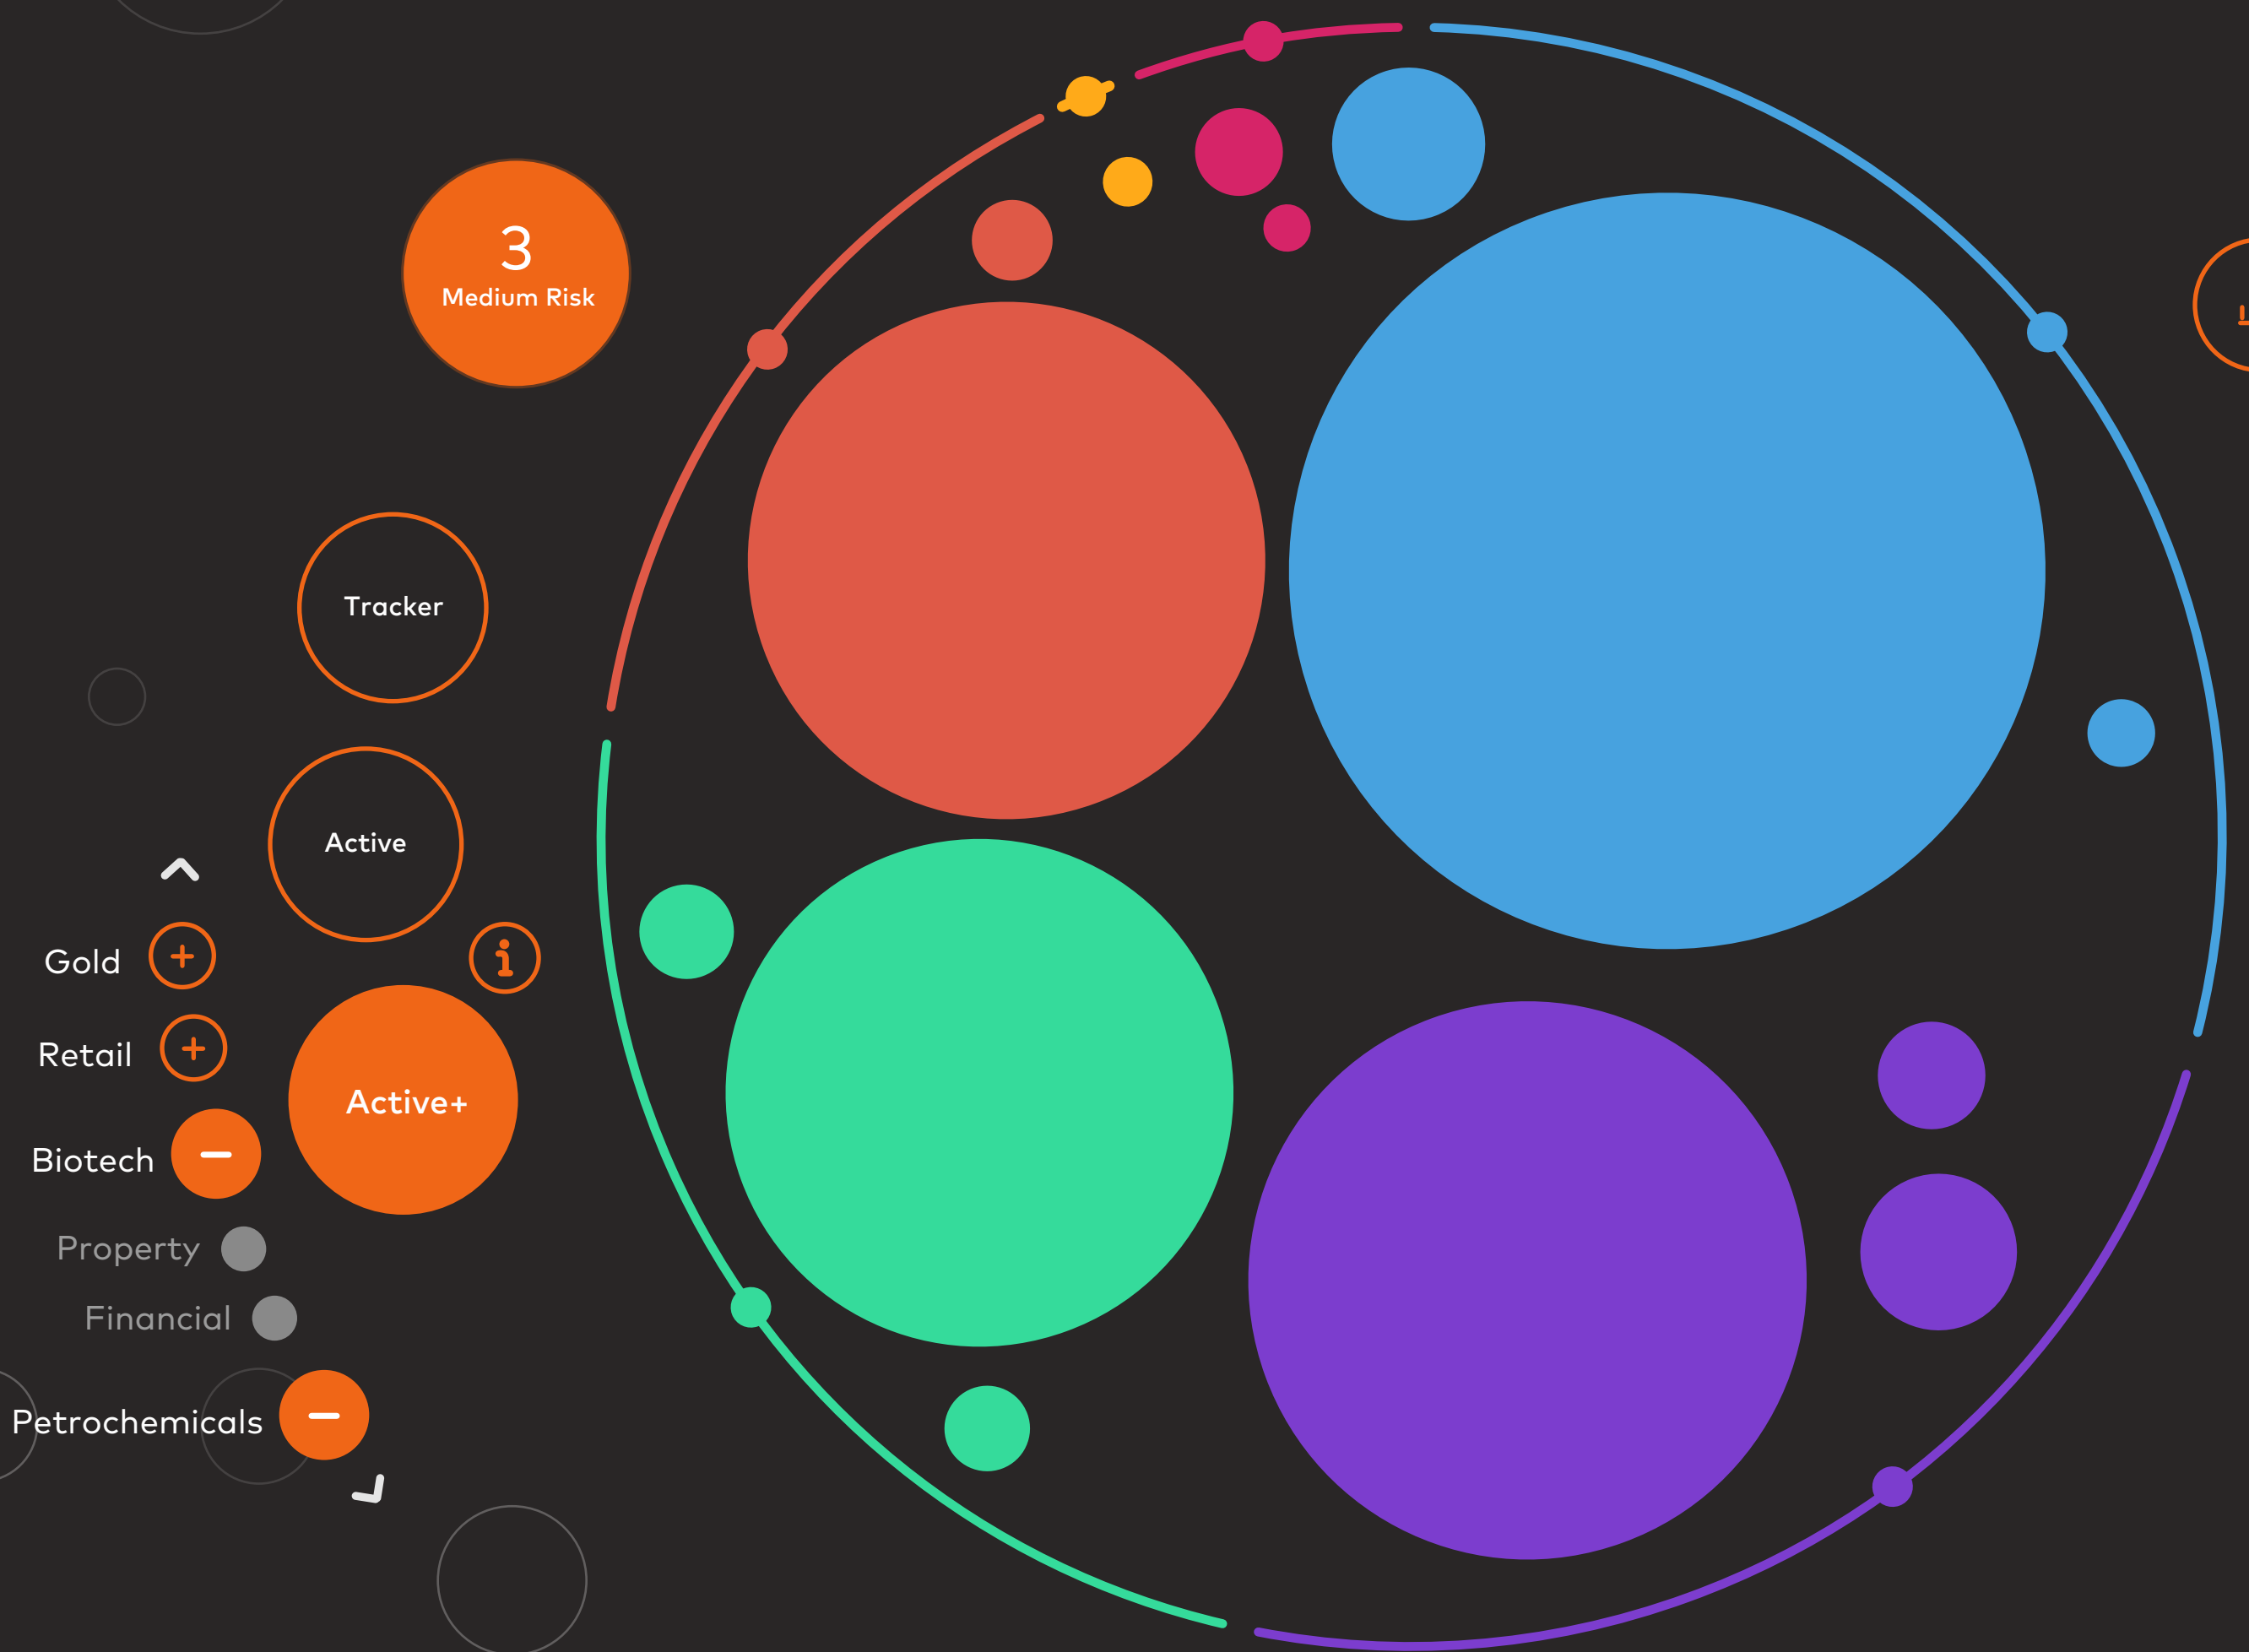 3
Medium Risk
Tracker
Active
Gold
Retail
Active+
Biotech
Property
Financial
Petrochemicals